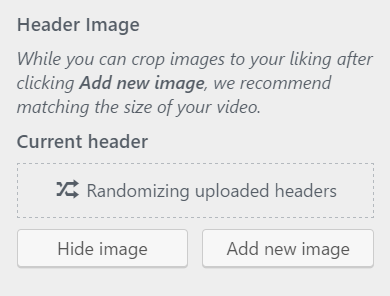 Header Image
While you can crop images to your liking after
clicking Add new image, we recommend
matching the size of your video.
Current header
Randomizing uploaded headers
Hide image
Add new image